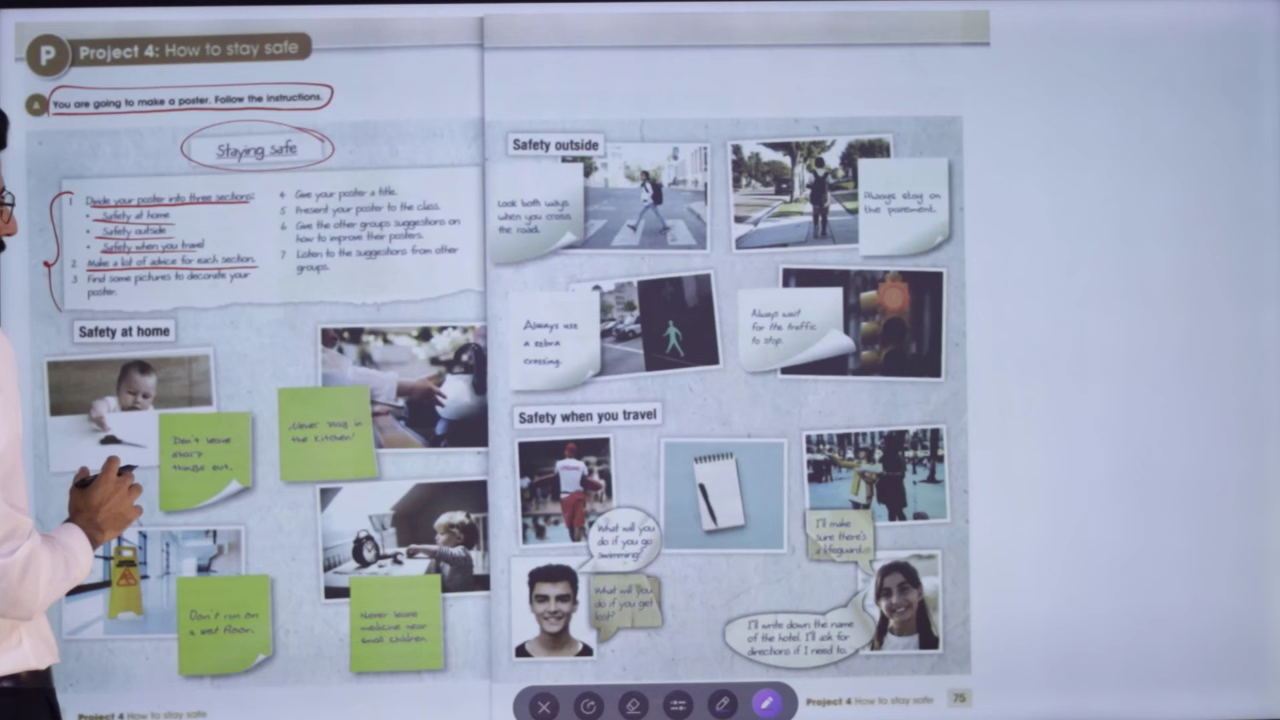 P
Project 4: How to stay safe
A
You are going to make a poster. Follow the instructions.
Staying safe
1 Divide your poster into three sections:
• Safety at home
• Safety outside
• Safety when you travel
2 Make a list of advice for each section.
3 Find some pictures to decorate your
poster.
4 Give your poster a title.
5 Present your poster to the class.
6 Give the other groups suggestions on
how to improve their posters.
7 Listen to the suggestions from other
groups.
Safety at home
Don't leave
sharp
things out.
Never play in
the kitchen!
Don't run on
a wet floor.
Never leave
medicine near
small children.
Safety outside
Look both ways
when you cross
the road.
Always stay on
the pavement.
Always use
a zebra
crossing.
Always wait
for the traffic
to stop.
Safety when you travel
What will you
do if you go
swimming?
I'll make
sure there's
a lifeguard.
What will you
do if you get
lost?
I'll write down the name
of the hotel. I'll ask for
directions if I need to.
Project 4 How to stay safe
Project 4 How to stay safe 75